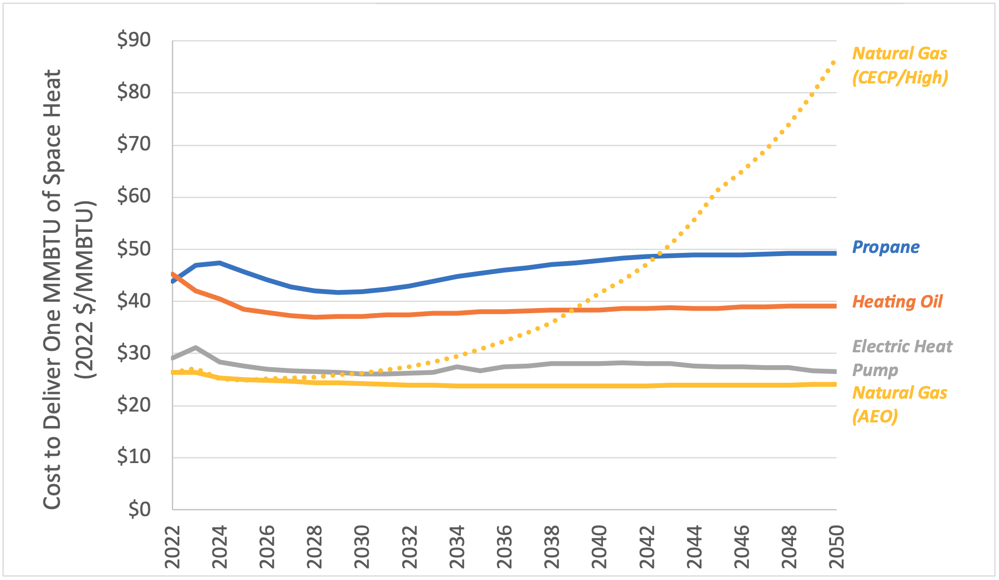 Cost to Deliver One MMBTU of Space Heat
(2022 $/MMBTU)
$90
$80
$70
$60
$50
$40
$30
$20
$10
$0
2022
2024
2026
2028
2030
2032
2034
2036
2038
2040
2042
2044
2046
2048
2050
Natural Gas
(CECP/High)
Propane
Heating Oil
Electric Heat
Pump
Natural Gas
(AEO)